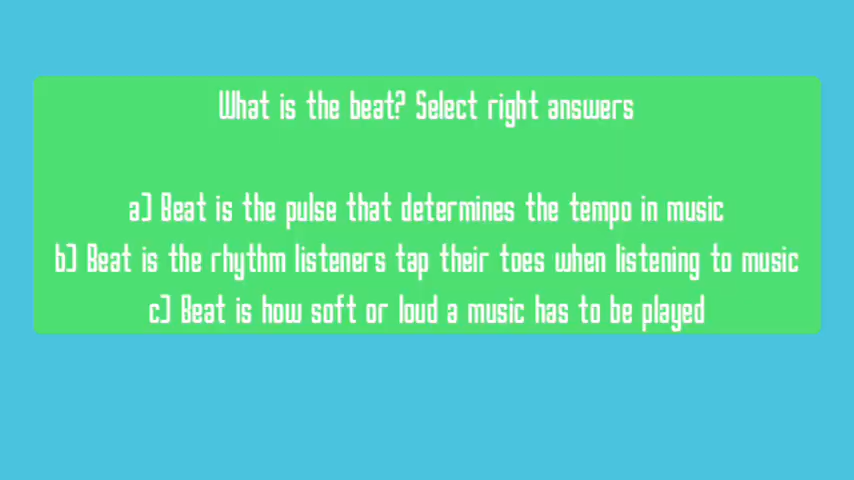 What is the beat? Select right answers
a) Beat is the pulse that determines the tempo in music
b) Beat is the rhythm listeners tap their toes when listening to music
c) Beat is how soft or loud a music has to be played